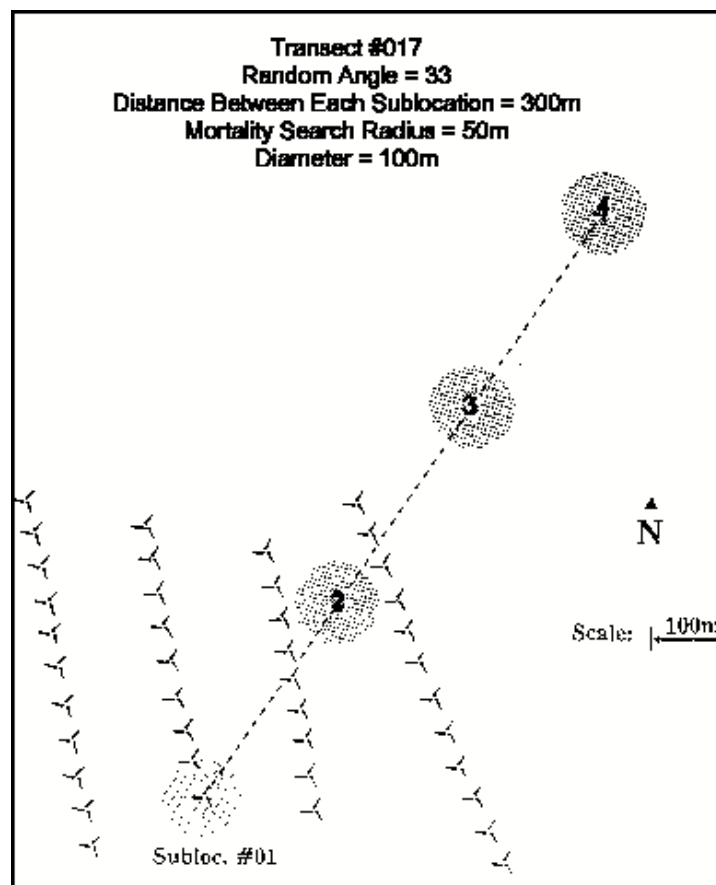 Transect #017
Random Angle = 33
Distance Between Each Sublocation = 300m
Mortality Search Radius = 50m
Diameter = 100m
4
3
N
2
Scale: 100m
Subloc. #01